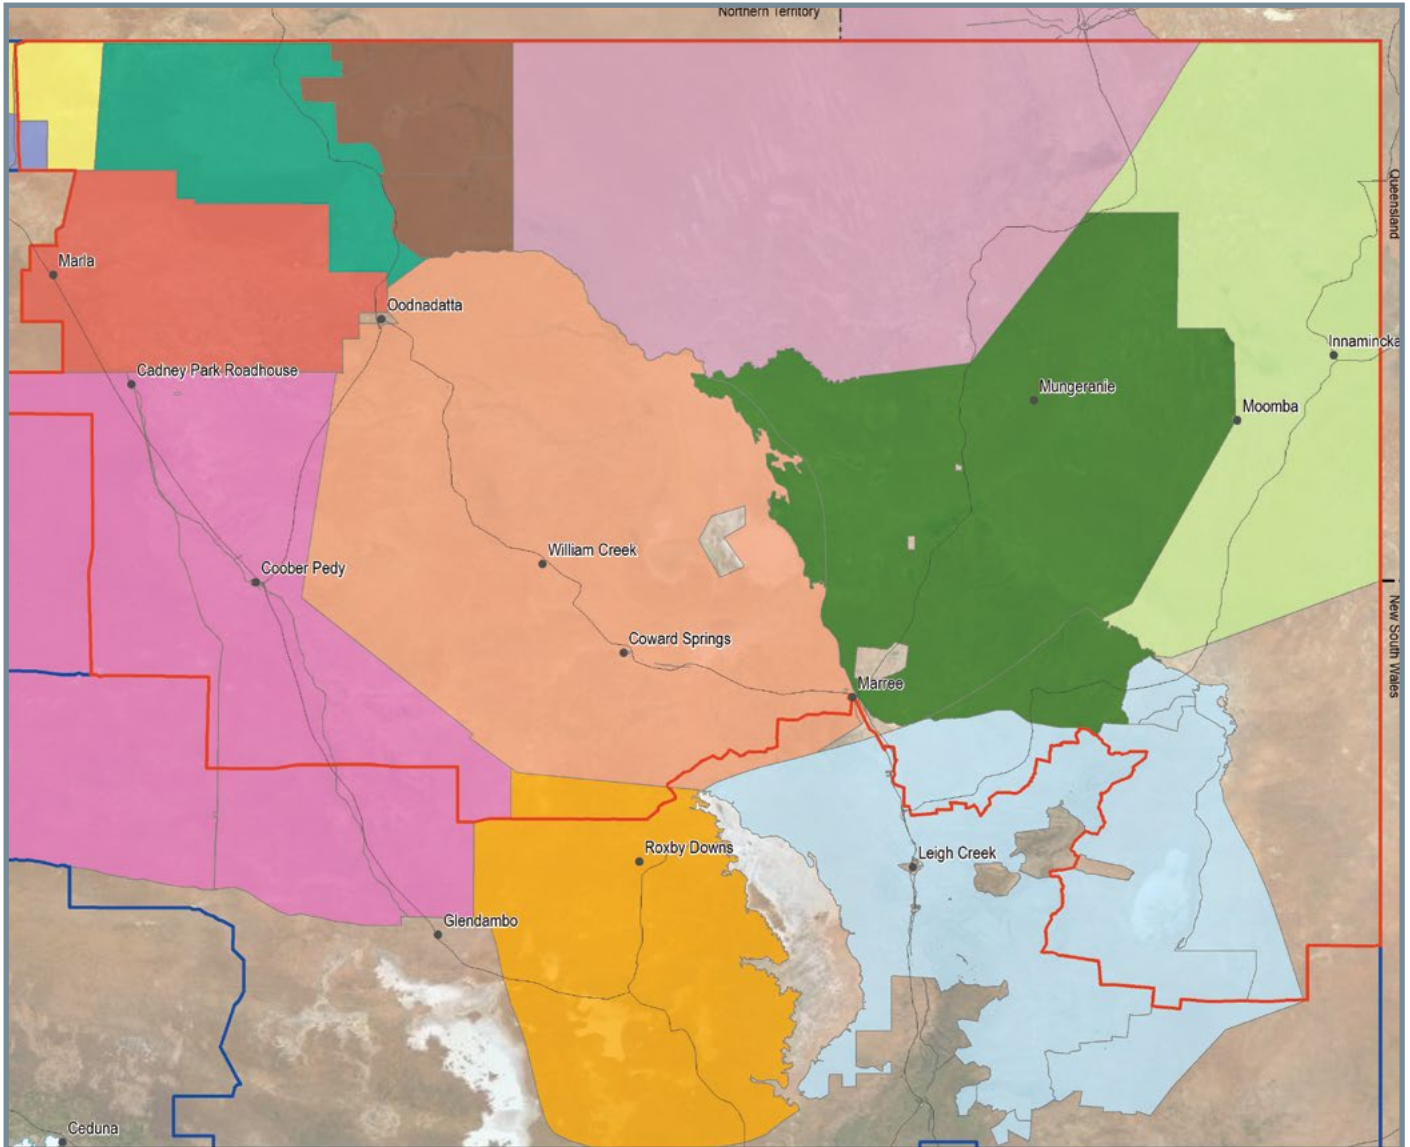 Northern Territory
Queensland
Marla
Oodnadatta
Innamincka
Cadney Park Roadhouse
Mungeranie
Moomba
William Creek
Coober Pedy
New South Wales
Coward Springs
Marree
Roxby Downs
Leigh Creek
Glendambo
Ceduna